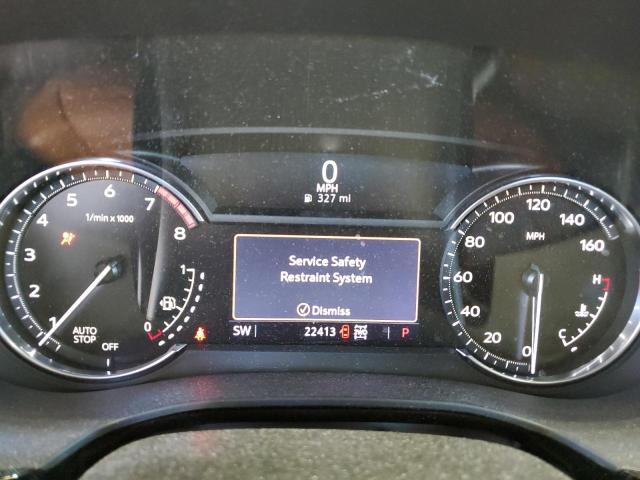 0
MPH
327 mi
1 2 3 4 5 6 7 8
1/min x 1000
AUTO
STOP
OFF
1
0
Service Safety
Restraint System
Dismiss
SW
22413
P
0 20 40 60 80 100 120 140 160
MPH
H
C